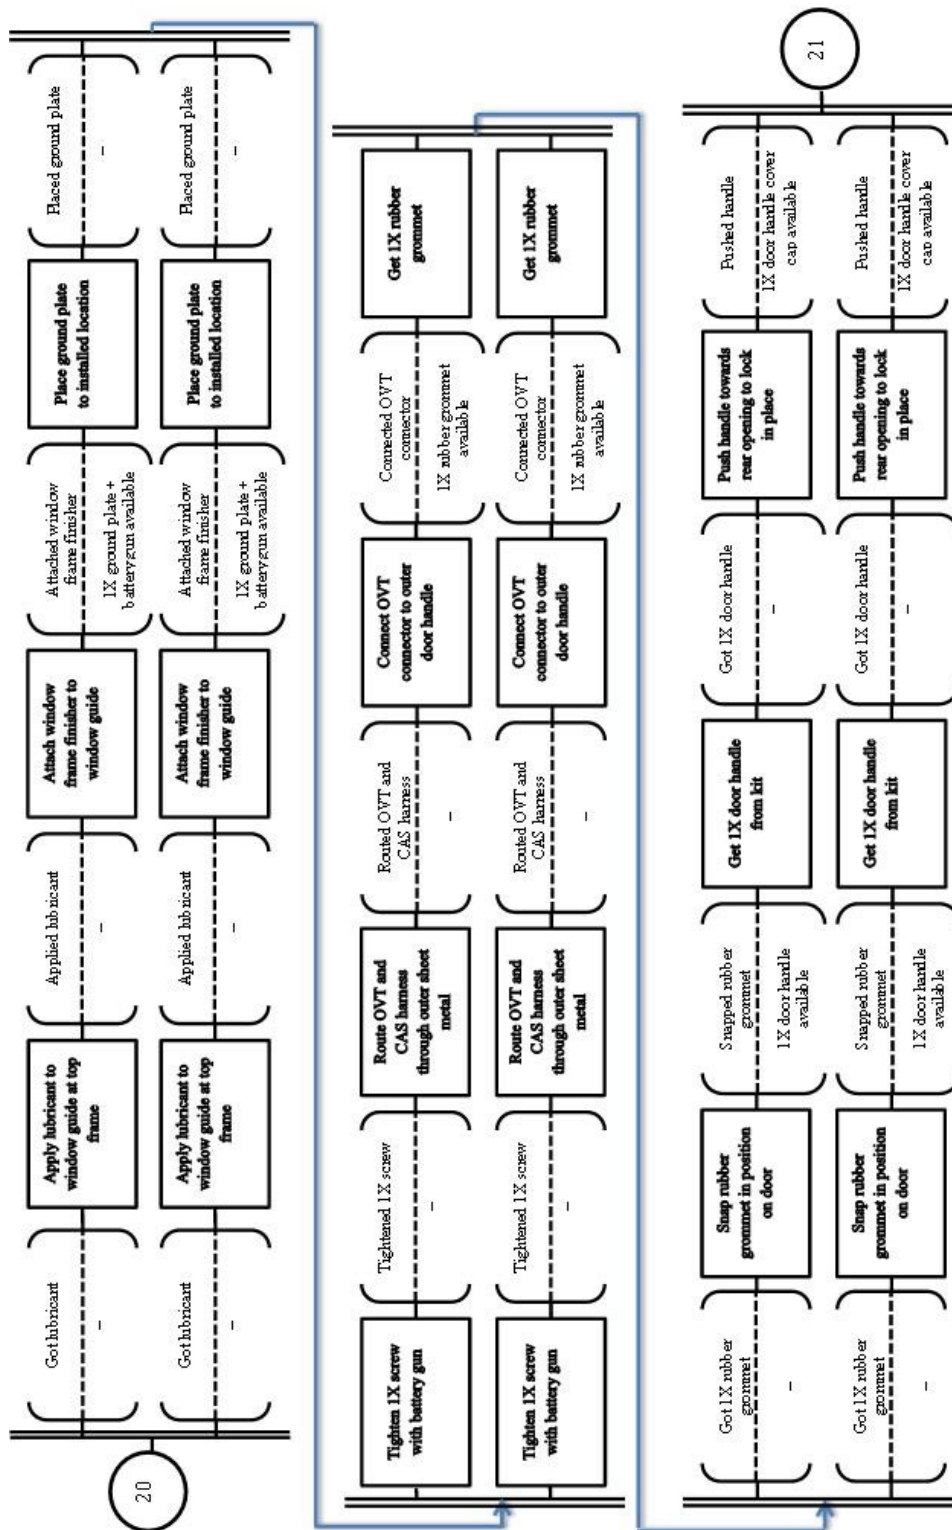 20
Got lubricant
–
Apply lubricant to
window guide at top
frame
Applied lubricant
–
Attach window
frame finisher to
window guide
Attached window
frame finisher
1X ground plate +
battery gun available
Place ground plate
to installed location
Placed ground plate
–
Got lubricant
–
Apply lubricant to
window guide at top
frame
Applied lubricant
–
Attach window
frame finisher to
window guide
Attached window
frame finisher
1X ground plate +
battery gun available
Place ground plate
to installed location
Placed ground plate
–
Tighten 1X screw
with battery gun
Tightened 1X screw
–
Route OVT and
CAS harness
through outer sheet
metal
Routed OVT and
CAS harness
–
Connect OVT
connector to outer
door handle
Connected OVT
connector
1X rubber grommet
available
Get 1X rubber
grommet
Tighten 1X screw
with battery gun
Tightened 1X screw
–
Route OVT and
CAS harness
through outer sheet
metal
Routed OVT and
CAS harness
–
Connect OVT
connector to outer
door handle
Connected OVT
connector
1X rubber grommet
available
Get 1X rubber
grommet
Got 1X rubber
grommet
–
Snap rubber
grommet in position
on door
Snapped rubber
grommet
1X door handle
available
Get 1X door handle
from kit
Got 1X door handle
–
Push handle towards
rear opening to lock
in place
Pushed handle
1X door handle cover
cap available
21
Got 1X rubber
grommet
–
Snap rubber
grommet in position
on door
Snapped rubber
grommet
1X door handle
available
Get 1X door handle
from kit
Got 1X door handle
–
Push handle towards
rear opening to lock
in place
Pushed handle
1X door handle cover
cap available